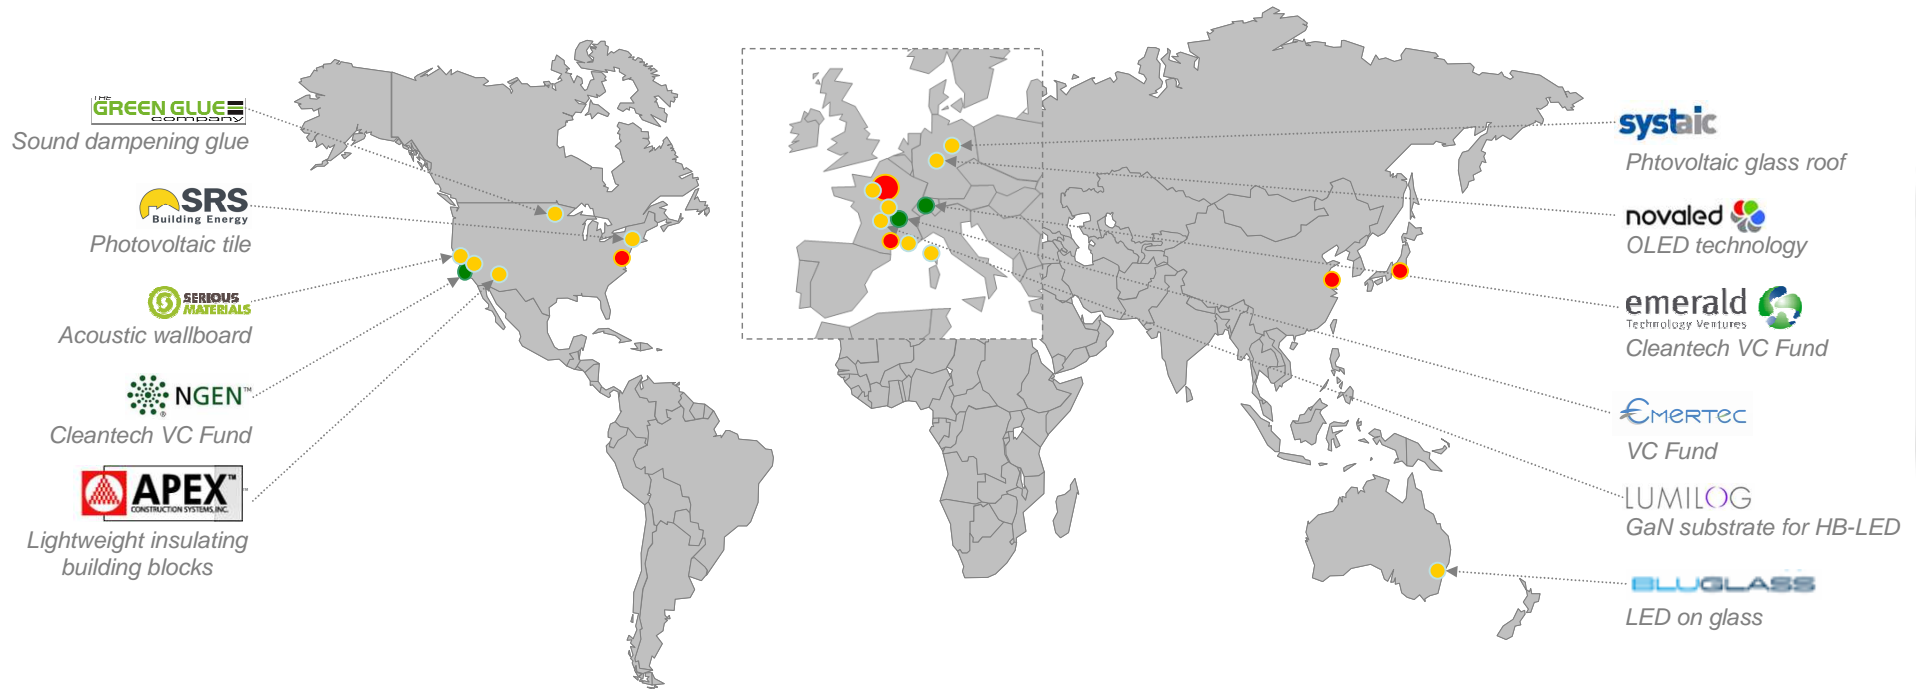 THE
GREEN GLUE
company
Sound dampening glue
SRS
Building Energy
Photovoltaic tile
SERIOUS
MATERIALS
Acoustic wallboard
NGEN™
®
Cleantech VC Fund
APEX™
CONSTRUCTION SYSTEMS, INC.
Lightweight insulating
building blocks
systaic
Phtovoltaic glass roof
novaled
OLED technology
emerald
Technology Ventures
Cleantech VC Fund
EMERTEC
VC Fund
LUMILOG
GaN substrate for HB-LED
BLUGLASS
LED on glass